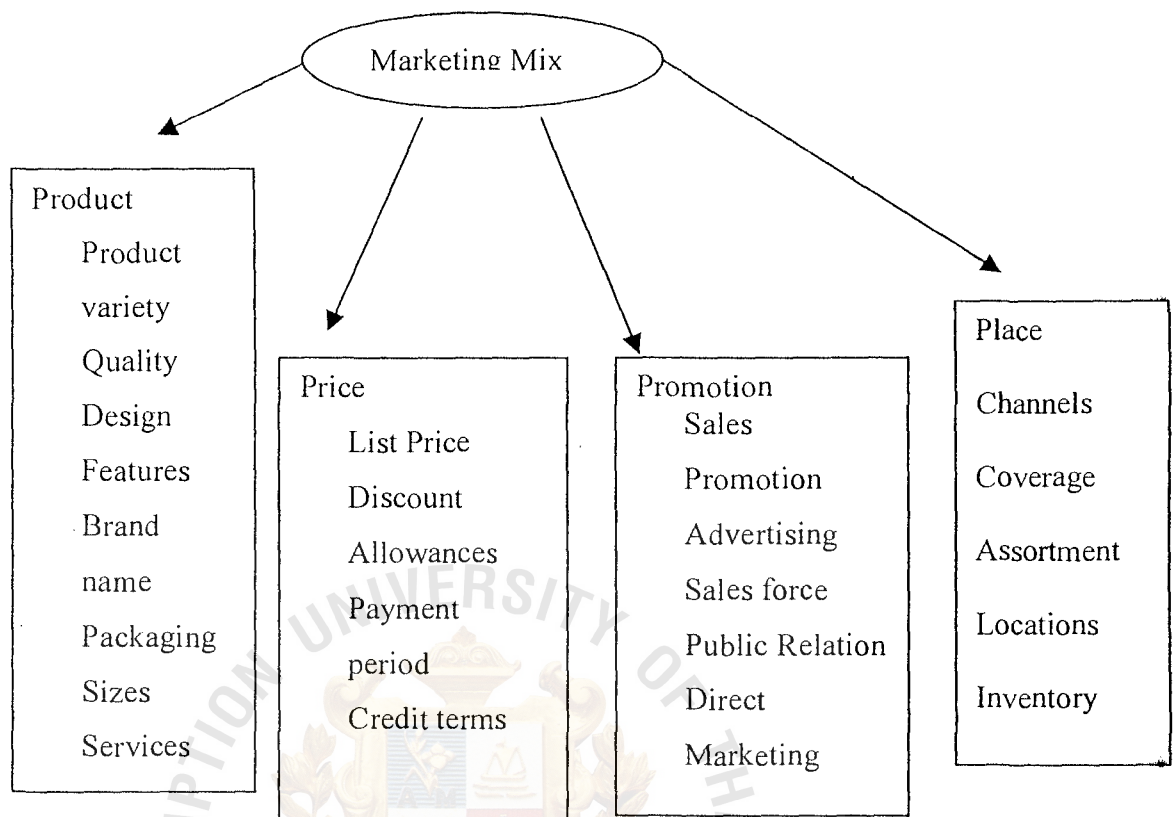 Marketing Mix
Product
Product
variety
Quality
Design
Features
Brand
name
Packaging
Sizes
Services
Price
List Price
Discount
Allowances
Payment
period
Credit terms
Promotion
Sales
Promotion
Advertising
Sales force
Public Relation
Direct
Marketing
Place
Channels
Coverage
Assortment
Locations
Inventory
UNIVERSITY OF